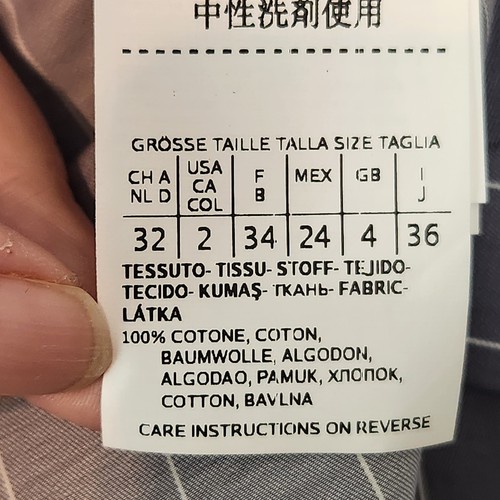 中性洗剤使用
GRÖSSE TAILLE TALLA SIZE TAGLIA
CH A NL D USA CA COL F B MEX GB I J
32 2 34 24 4 36
TESSUTO- TISSU- STOFF- TEJIDO-
TECIDO- KUMAŞ- ТКАНЬ- FABRIC-
LÁTKA
100% COTONE, COTON,
BAUMWOLLE, ALGODON,
ALGODAO, PAMUK, ХЛОПОК,
COTTON, BAVLNA
CARE INSTRUCTIONS ON REVERSE